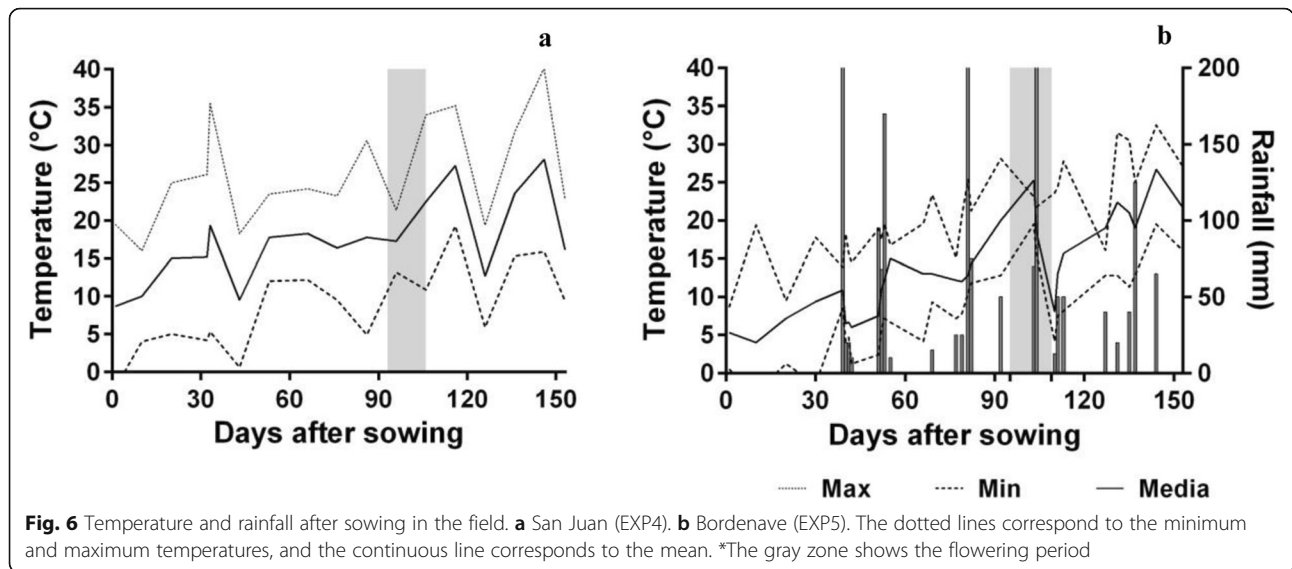 a
b
40
35
30
25
20
15
10
5
0
Temperature (°C)
0 30 60 90 120 150
Days after sowing
40
35
30
25
20
15
10
5
0
Temperature (°C)
200
150
100
50
0
Rainfall (mm)
0 30 60 90 120 150
Days after sowing
Max Min Media
Fig. 6 Temperature and rainfall after sowing in the field. a San Juan (EXP4). b Bordenave (EXP5). The dotted lines correspond to the minimum
and maximum temperatures, and the continuous line corresponds to the mean. *The gray zone shows the flowering period